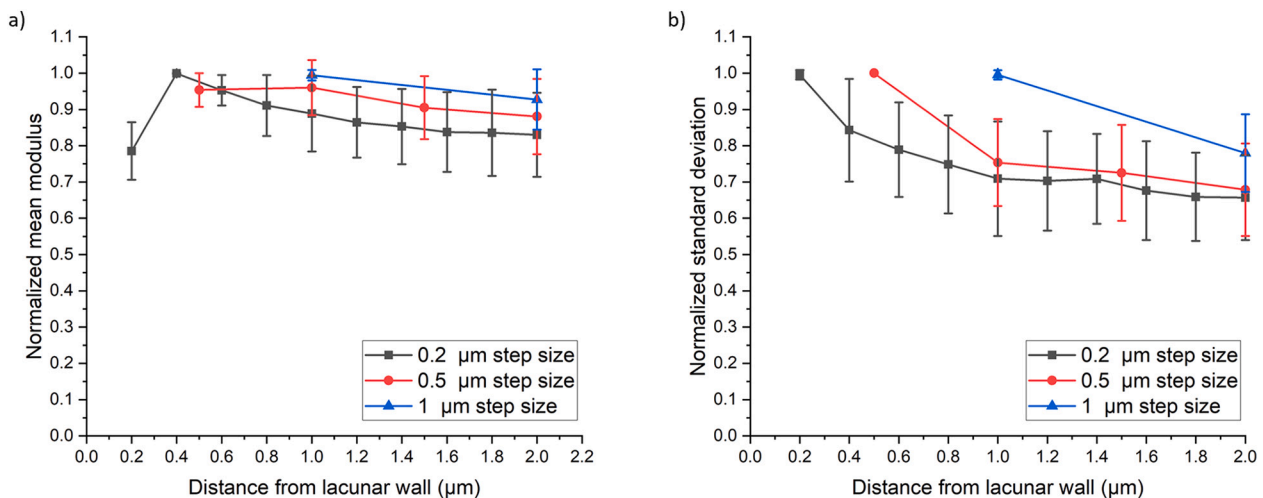 a)
Normalized mean modulus
1.1
1.0
0.9
0.8
0.7
0.6
0.5
0.4
0.3
0.2
0.1
0.0
0.0 0.2 0.4 0.6 0.8 1.0 1.2 1.4 1.6 1.8 2.0 2.2
Distance from lacunar wall (µm)
0.2 µm step size
0.5 µm step size
1 µm step size
b)
Normalized standard deviation
1.1
1.0
0.9
0.8
0.7
0.6
0.5
0.4
0.3
0.2
0.1
0.0
0.0 0.2 0.4 0.6 0.8 1.0 1.2 1.4 1.6 1.8 2.0
Distance from lacunar wall (µm)
0.2 µm step size
0.5 µm step size
1 µm step size